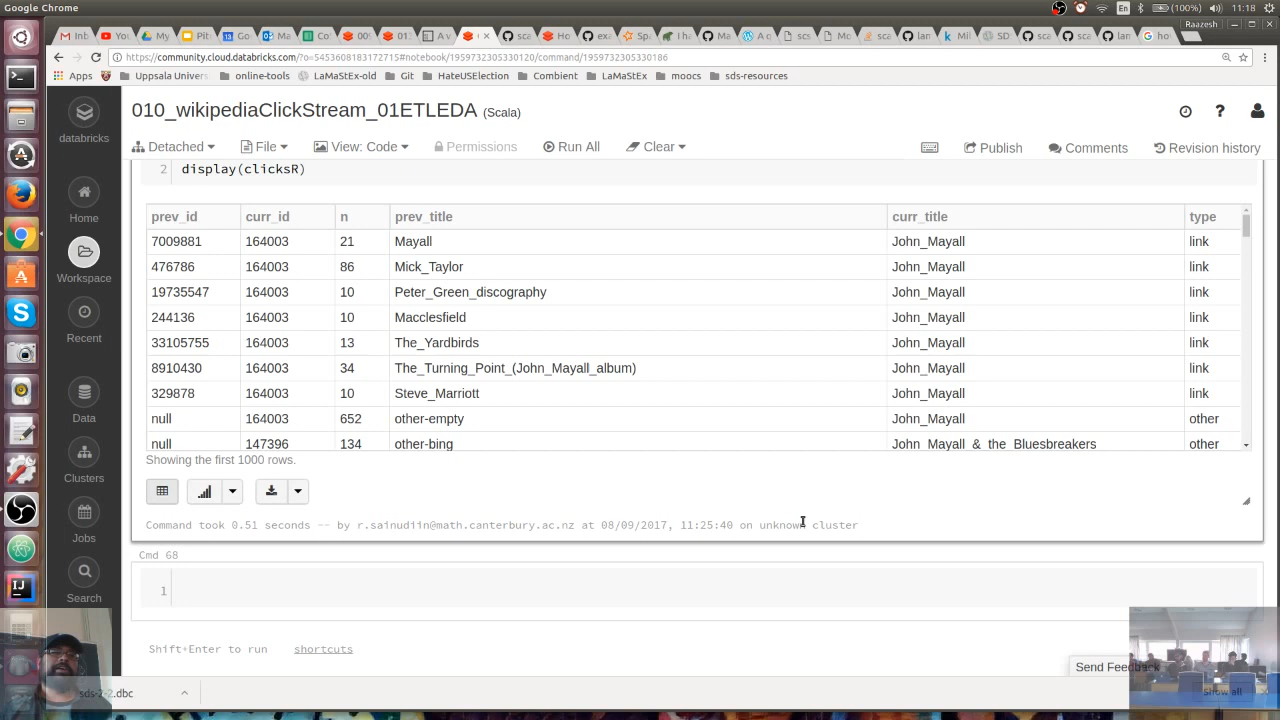 Google Chrome
En (100%) 11:18
Raazesh
https://community.cloud.databricks.com/?o=5453608183172715#notebook/1959732305330120/command/1959732305330186
Apps Uppsala Univers online-tools LaMaStEx-old Git HateUSElection Combient LaMaStEx moocs sds-resources
010_wikipediaClickStream_01ETLEDA (Scala)
databricks
Home
Workspace
Recent
Data
Clusters
Jobs
Search
Detached File View: Code Permissions Run All Clear Publish Comments Revision history
2 display(clicksR)
prev_id curr_id n prev_title curr_title type
7009881 164003 21 Mayall John_Mayall link
476786 164003 86 Mick_Taylor John_Mayall link
19735547 164003 10 Peter_Green_discography John_Mayall link
244136 164003 10 Macclesfield John_Mayall link
33105755 164003 13 The_Yardbirds John_Mayall link
8910430 164003 34 The_Turning_Point_(John_Mayall_album) John_Mayall link
329878 164003 10 Steve_Marriott John_Mayall link
null 164003 652 other-empty John_Mayall other
null 147396 134 other-bing John_Mayall_&_the_Bluesbreakers other
Showing the first 1000 rows.
Command took 0.51 seconds -- by r.sainudiin@math.canterbury.ac.nz at 08/09/2017, 11:25:40 on unknown cluster
Cmd 68
1
Shift+Enter to run shortcuts
Send Feedback
sds-2-2.dbc
Show all